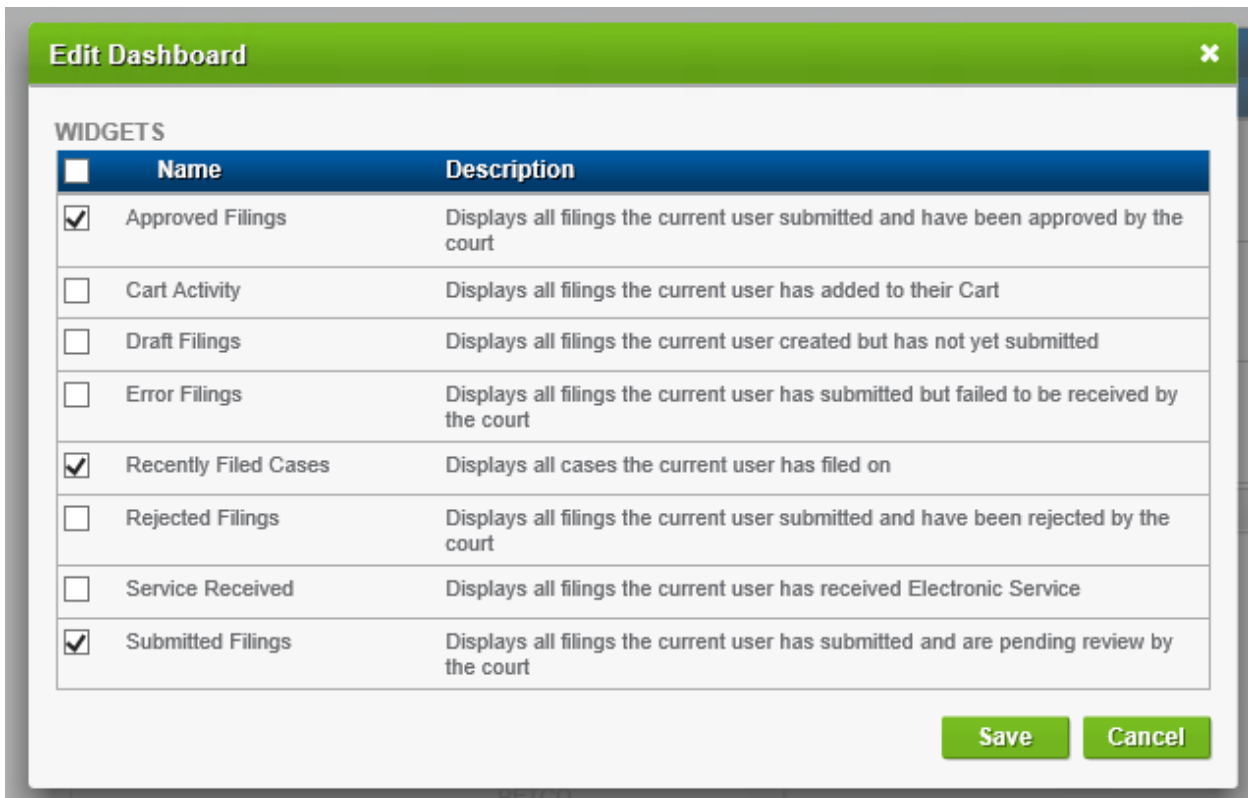 Edit Dashboard
WIDGETS
Name Description
Approved Filings Displays all filings the current user submitted and have been approved by the
court
Cart Activity Displays all filings the current user has added to their Cart
Draft Filings Displays all filings the current user created but has not yet submitted
Error Filings Displays all filings the current user has submitted but failed to be received by
the court
Recently Filed Cases Displays all cases the current user has filed on
Rejected Filings Displays all filings the current user submitted and have been rejected by the
court
Service Received Displays all filings the current user has received Electronic Service
Submitted Filings Displays all filings the current user has submitted and are pending review by
the court
Save Cancel